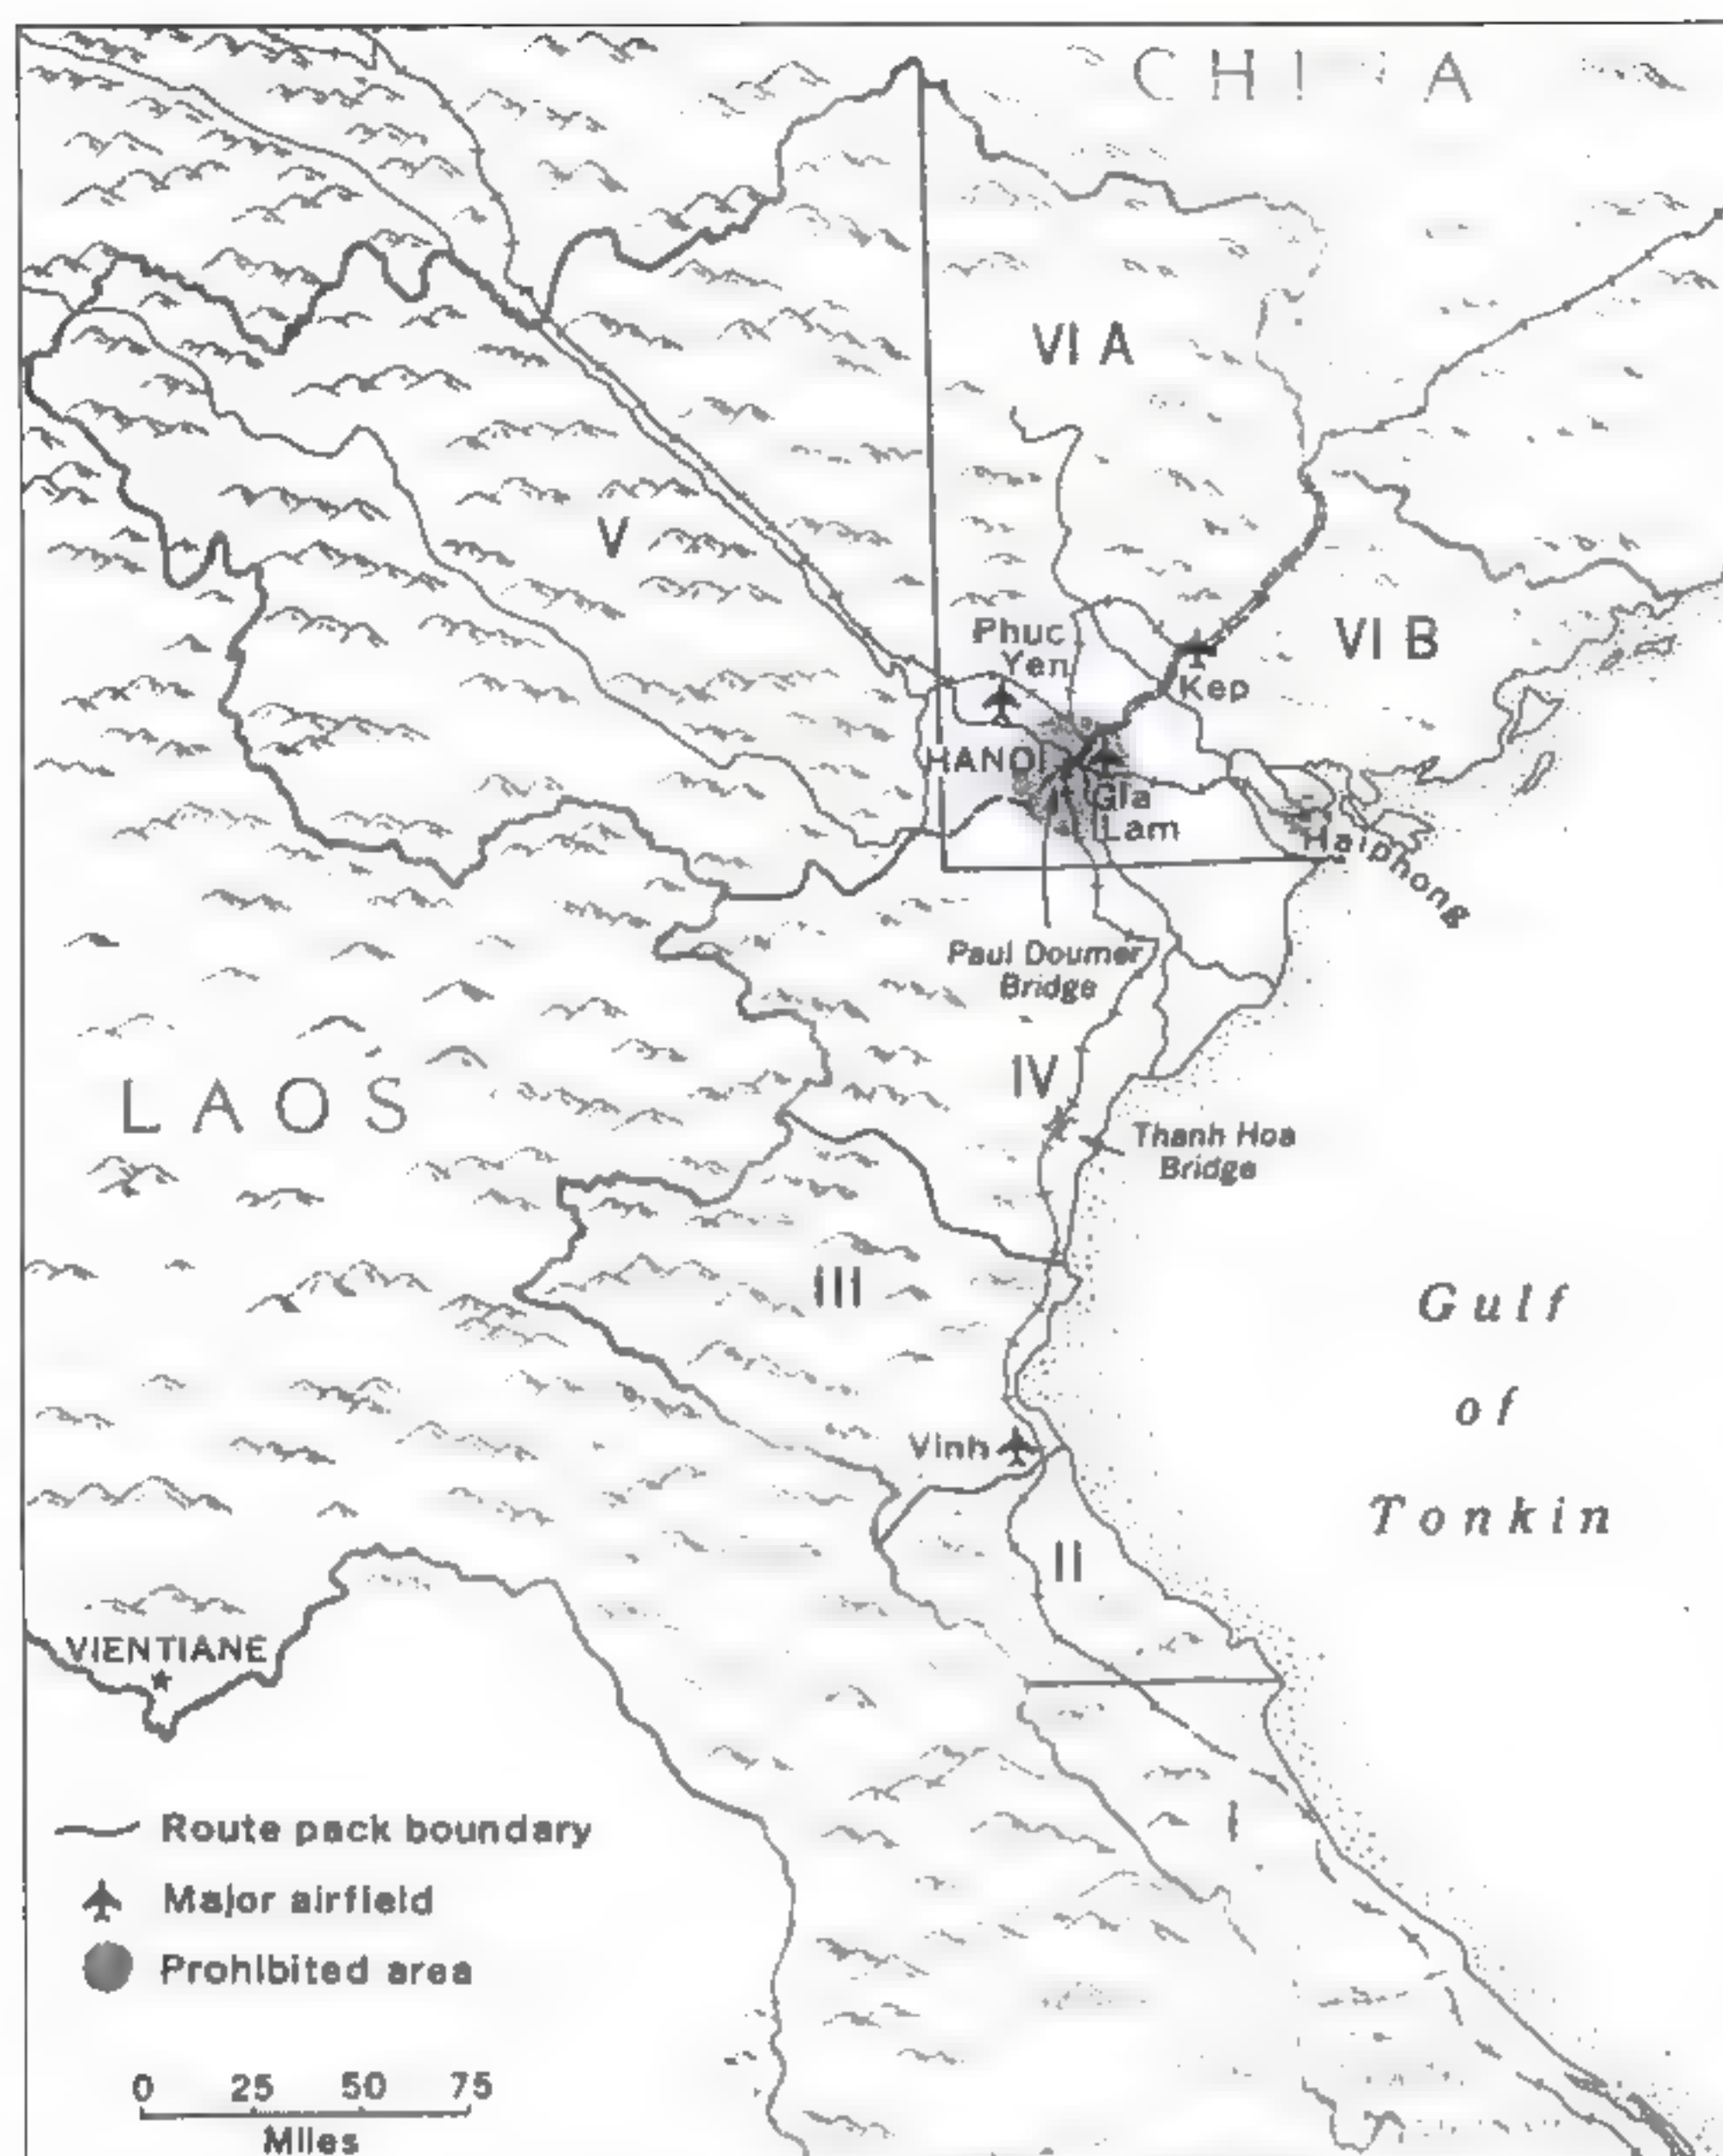 CHI A
VI A
V
VI B
Phuc
Yen
Kep
HANOI
Gia
Lam
Haiphong
Paul Doumer
Bridge
IV
LAOS
Thanh Hoa
Bridge
III
Gulf
of
Tonkin
Vinh
II
VIENTIANE
I
Route pack boundary
Major airfield
Prohibited area
0 25 50 75
Miles